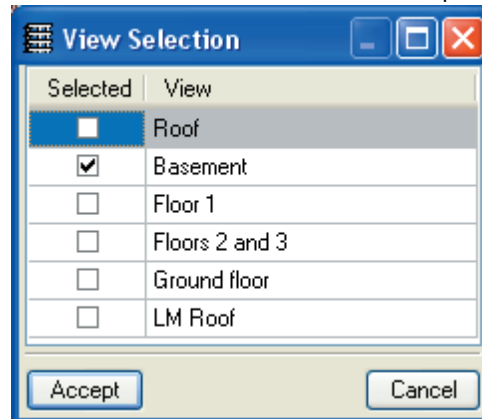 View Selection
Selected View
Roof
Basement
Floor 1
Floors 2 and 3
Ground floor
LM Roof
Accept Cancel